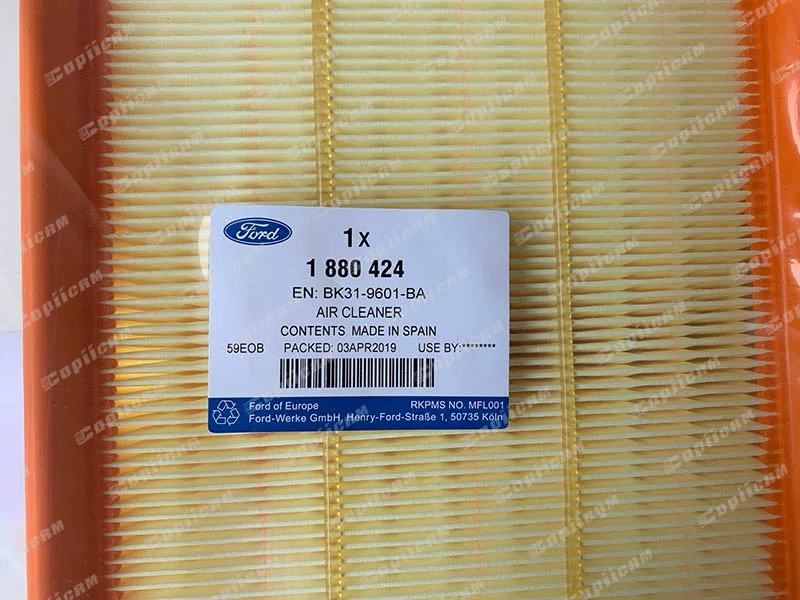 Ford
1x
1 880 424
EN: BK31-9601-BA
AIR CLEANER
CONTENTS MADE IN SPAIN
59EOB PACKED: 03APR2019 USE BY:********
Ford of Europe RKPMS NO. MFL001
Ford-Werke GmbH, Henry-Ford-Straße 1, 50735 Köln
CopiicAM